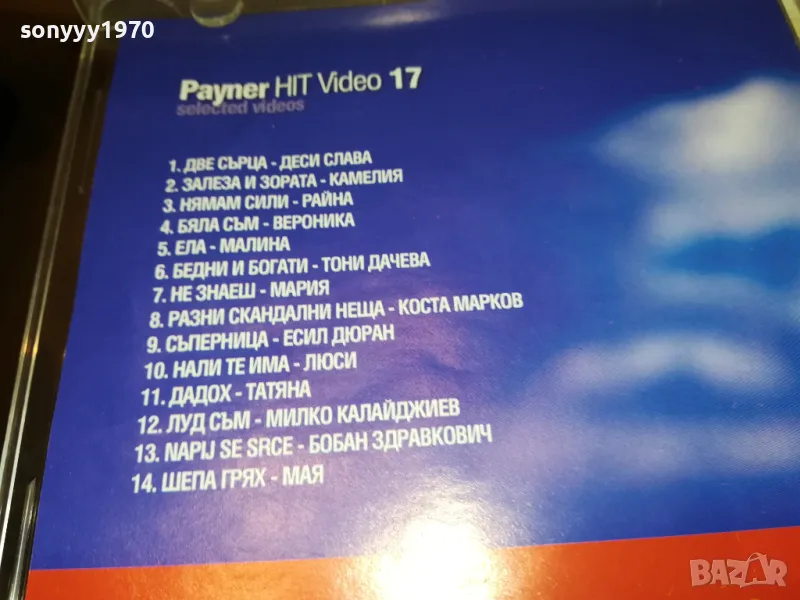 sonyyy1970
Payner HIT Video 17
selected videos
1. ДВЕ СЪРЦА - ДЕСИ СЛАВА
2. ЗАЛЕЗА И ЗОРАТА - КАМЕЛИЯ
3. НЯМАМ СИЛИ - РАЙНА
4. БЯЛА СЪМ - ВЕРОНИКА
5. ЕЛА - МАЛИНА
6. БЕДНИ И БОГАТИ - ТОНИ ДАЧЕВА
7. НЕ ЗНАЕШ - МАРИЯ
8. РАЗНИ СКАНДАЛНИ НЕЩА - КОСТА МАРКОВ
9. СЪПЕРНИЦА - ЕСИЛ ДЮРАН
10. НАЛИ ТЕ ИМА - ЛЮСИ
11. ДАДОХ - ТАТЯНА
12. ЛУД СЪМ - МИЛКО КАЛАЙДЖИЕВ
13. NAPIJ SE SRCE - БОБАН ЗДРАВКОВИЧ
14. ШЕПА ГРЯХ - МАЯ
BAZAR